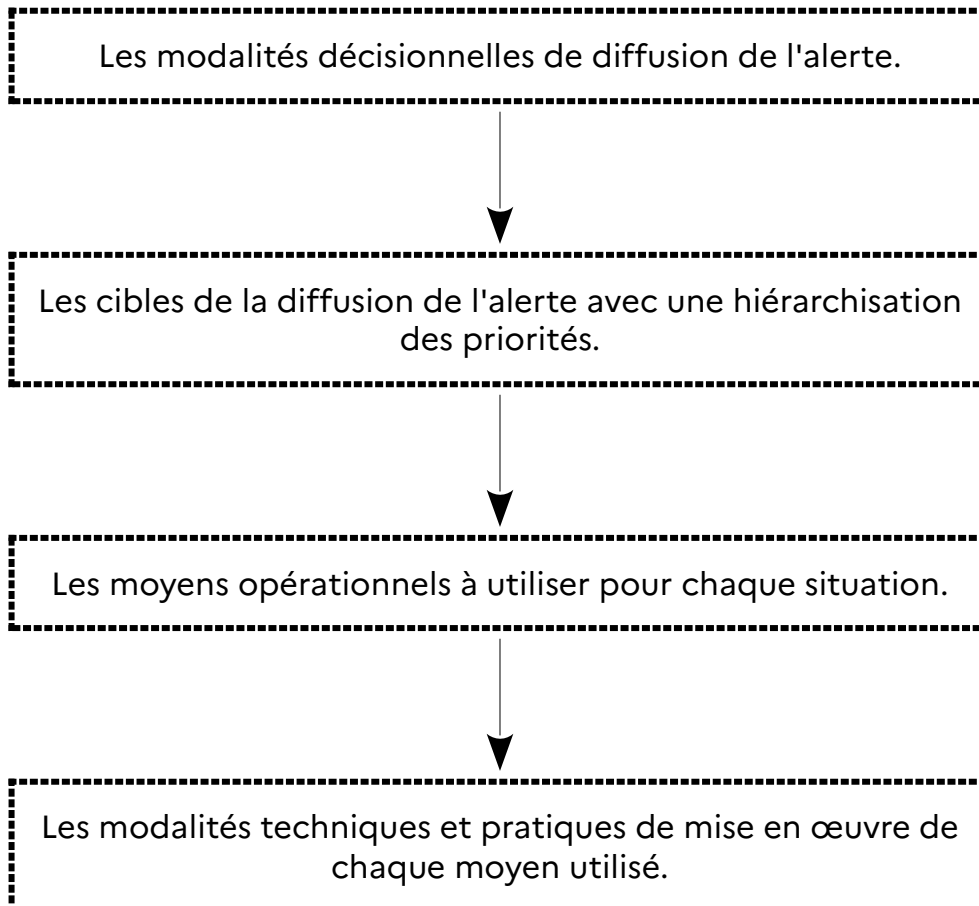 Les modalités décisionnelles de diffusion de l'alerte.
Les cibles de la diffusion de l'alerte avec une hiérarchisation
des priorités.
Les moyens opérationnels à utiliser pour chaque situation.
Les modalités techniques et pratiques de mise en œuvre de
chaque moyen utilisé.